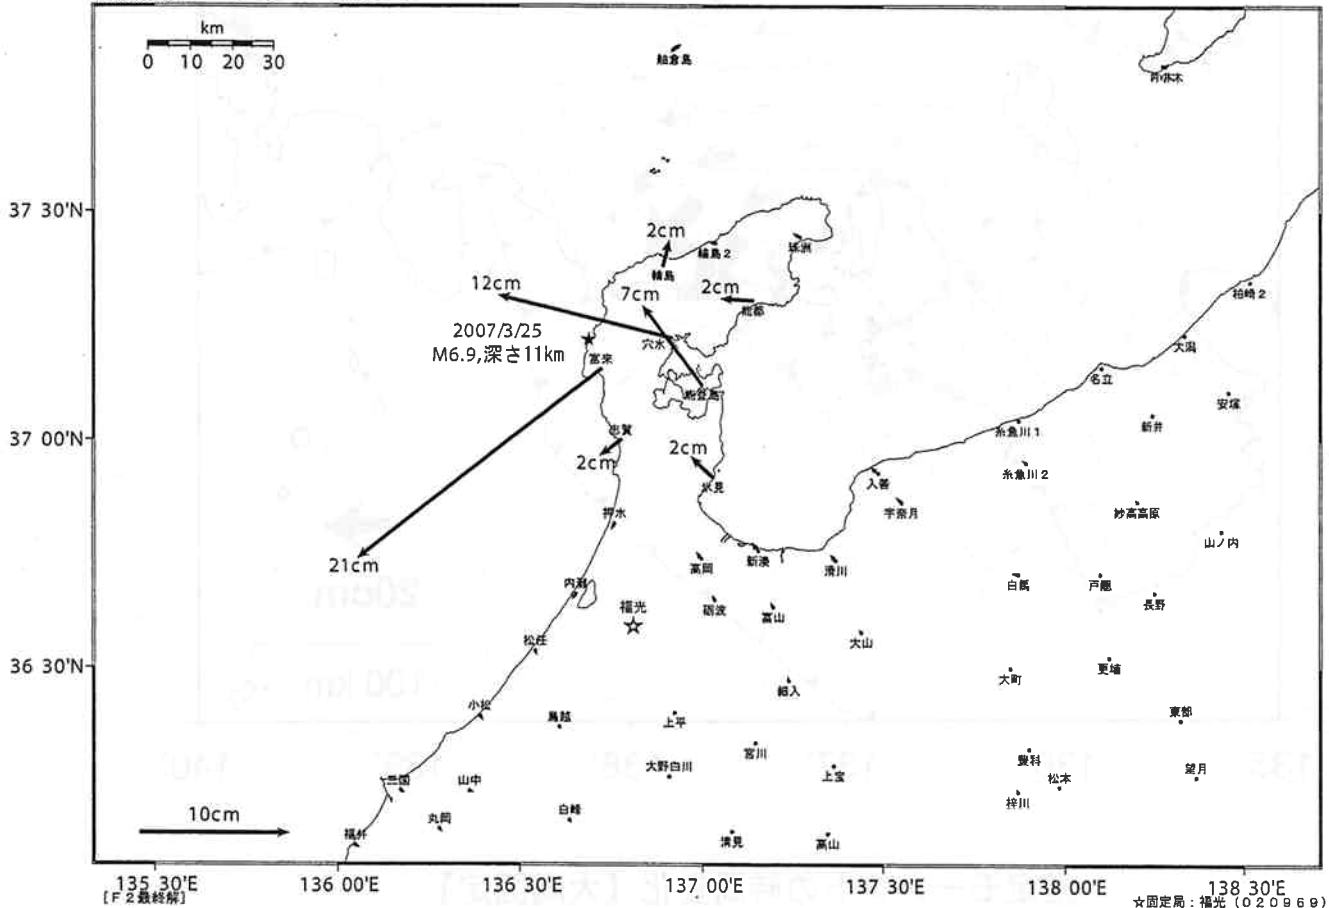 km
0 10 20 30
舳倉島
37 30'N
2cm
輪島
輪島2
珠洲
12cm
7cm
2cm
能都
2007/3/25
M6.9,深さ11km
穴水
富来
能登島
柏崎2
大潟
名立
安塚
新井
37 00'N
志賀
2cm
2cm
氷見
糸魚川1
糸魚川2
入善
宇奈月
妙高高原
山ノ内
押水
21cm
高岡
新湊
滑川
白馬
戸隠
長野
内灘
福光
砺波
富山
大山
松任
36 30'N
細入
大町
更埴
小松
鳥越
上平
東部
宮川
大野白川
上宝
豊科
松本
望月
三国
山中
梓川
10cm
丸岡
白峰
福井
清見
高山
135 30'E 136 00'E 136 30'E 137 00'E 137 30'E 138 00'E 138 30'E
[F2最終解]
☆固定局:福光(020969)